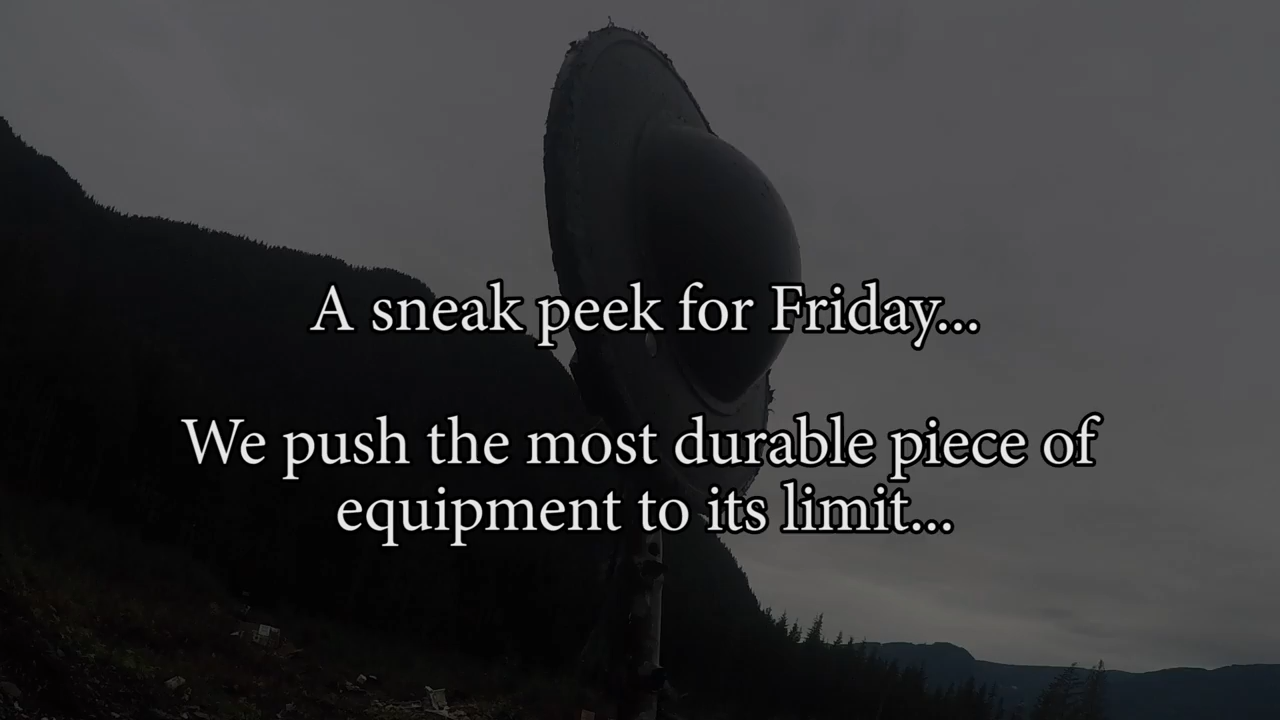 A sneak peek for Friday...
We push the most durable piece of
equipment to its limit...